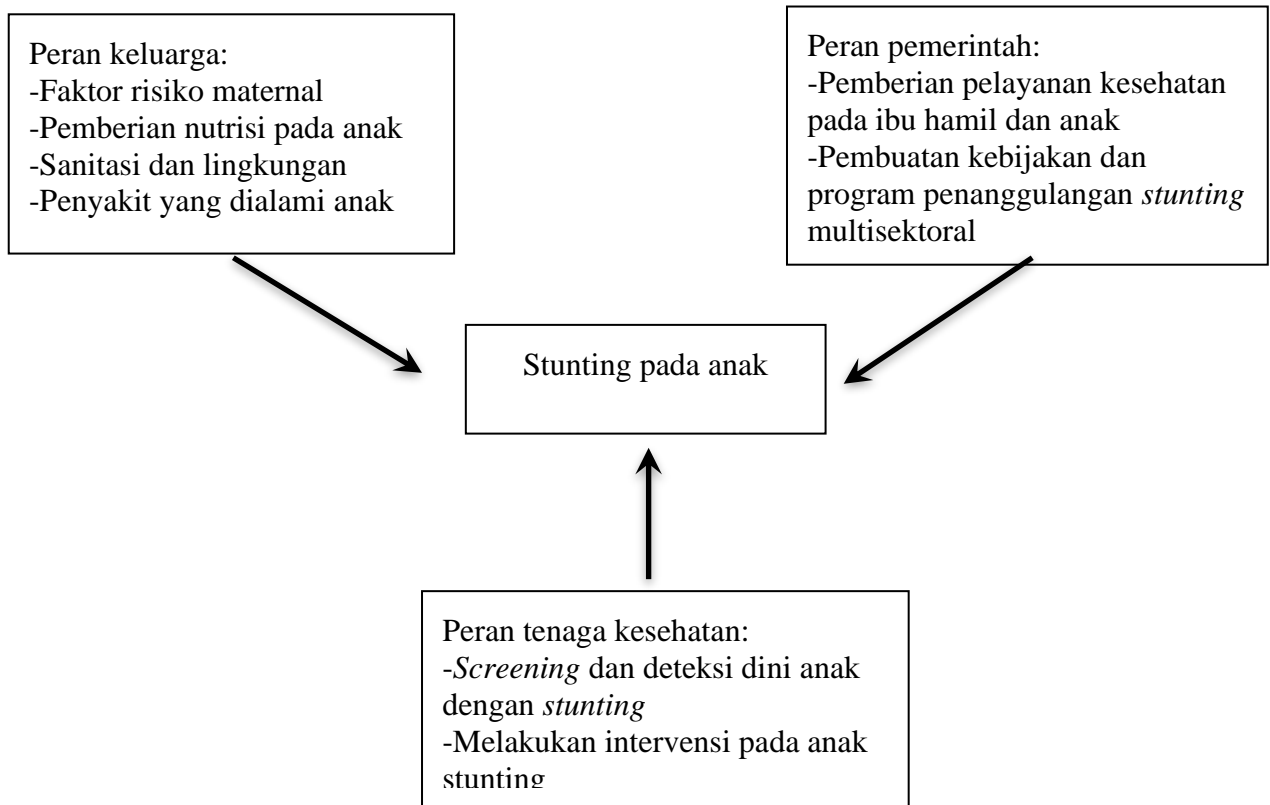 Peran keluarga:
-Faktor risiko maternal
-Pemberian nutrisi pada anak
-Sanitasi dan lingkungan
-Penyakit yang dialami anak
Peran pemerintah:
-Pemberian pelayanan kesehatan
pada ibu hamil dan anak
-Pembuatan kebijakan dan
program penanggulangan stunting
multisektoral
Stunting pada anak
Peran tenaga kesehatan:
-Screening dan deteksi dini anak
dengan stunting
-Melakukan intervensi pada anak
stunting